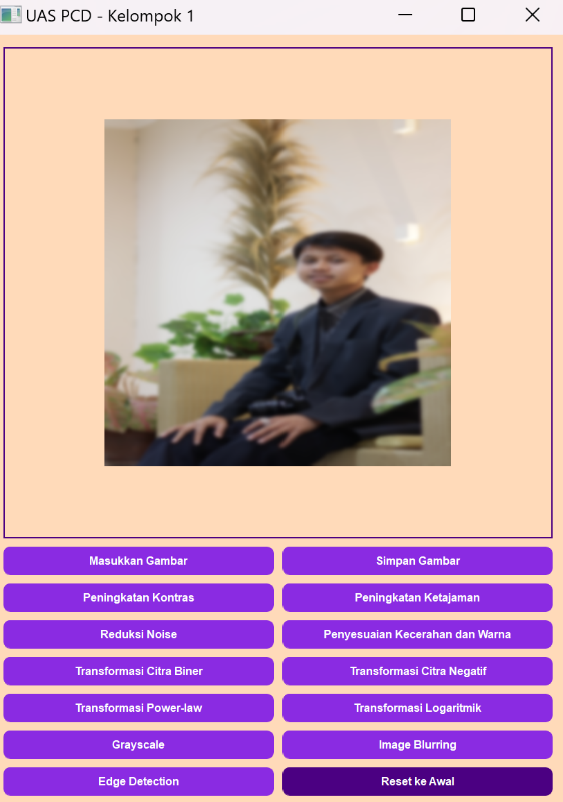 UAS PCD - Kelompok 1
Masukkan Gambar
Simpan Gambar
Peningkatan Kontras
Peningkatan Ketajaman
Reduksi Noise
Penyesuaian Kecerahan dan Warna
Transformasi Citra Biner
Transformasi Citra Negatif
Transformasi Power-law
Transformasi Logaritmik
Grayscale
Image Blurring
Edge Detection
Reset ke Awal